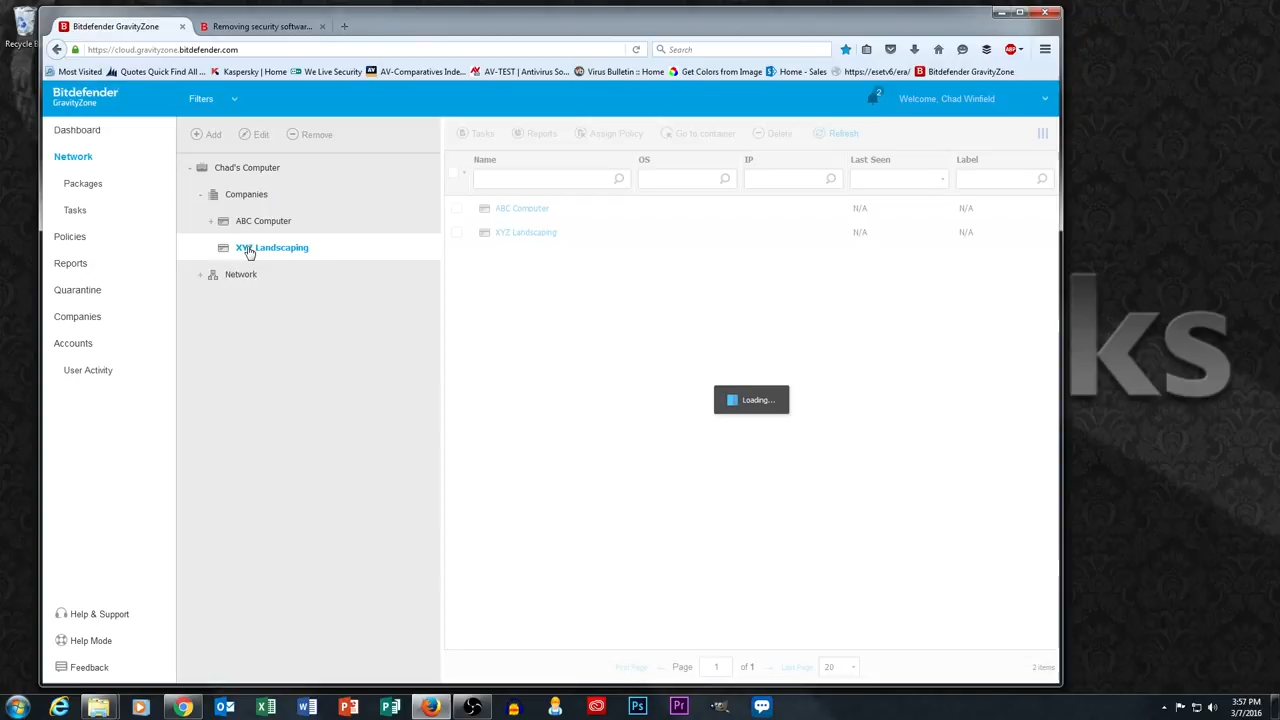 Recycle B
Bitdefender GravityZone
Removing security softwar...
https://cloud.gravityzone.bitdefender.com
Search
ABP
Most Visited
Quotes Quick Find All ...
Kaspersky | Home
We Live Security
AV-Comparatives Inde...
AV-TEST | Antivirus So...
Virus Bulletin :: Home
Get Colors from Image
Home - Sales
https://esetv6/era/
Bitdefender GravityZone
Bitdefender
GravityZone
Filters
2
Welcome, Chad Winfield
Dashboard
Network
Packages
Tasks
Policies
Reports
Quarantine
Companies
Accounts
User Activity
Help & Support
Help Mode
Feedback
Add
Edit
Remove
Chad's Computer
Companies
ABC Computer
XYZ Landscaping
Network
Tasks
Reports
Assign Policy
Go to container
Delete
Refresh
Name
OS
IP
Last Seen
Label
ABC Computer
N/A
N/A
XYZ Landscaping
N/A
N/A
Loading...
First Page
Page
1
of 1
Last Page
20
2 items
ks
3:57 PM
3/7/2016